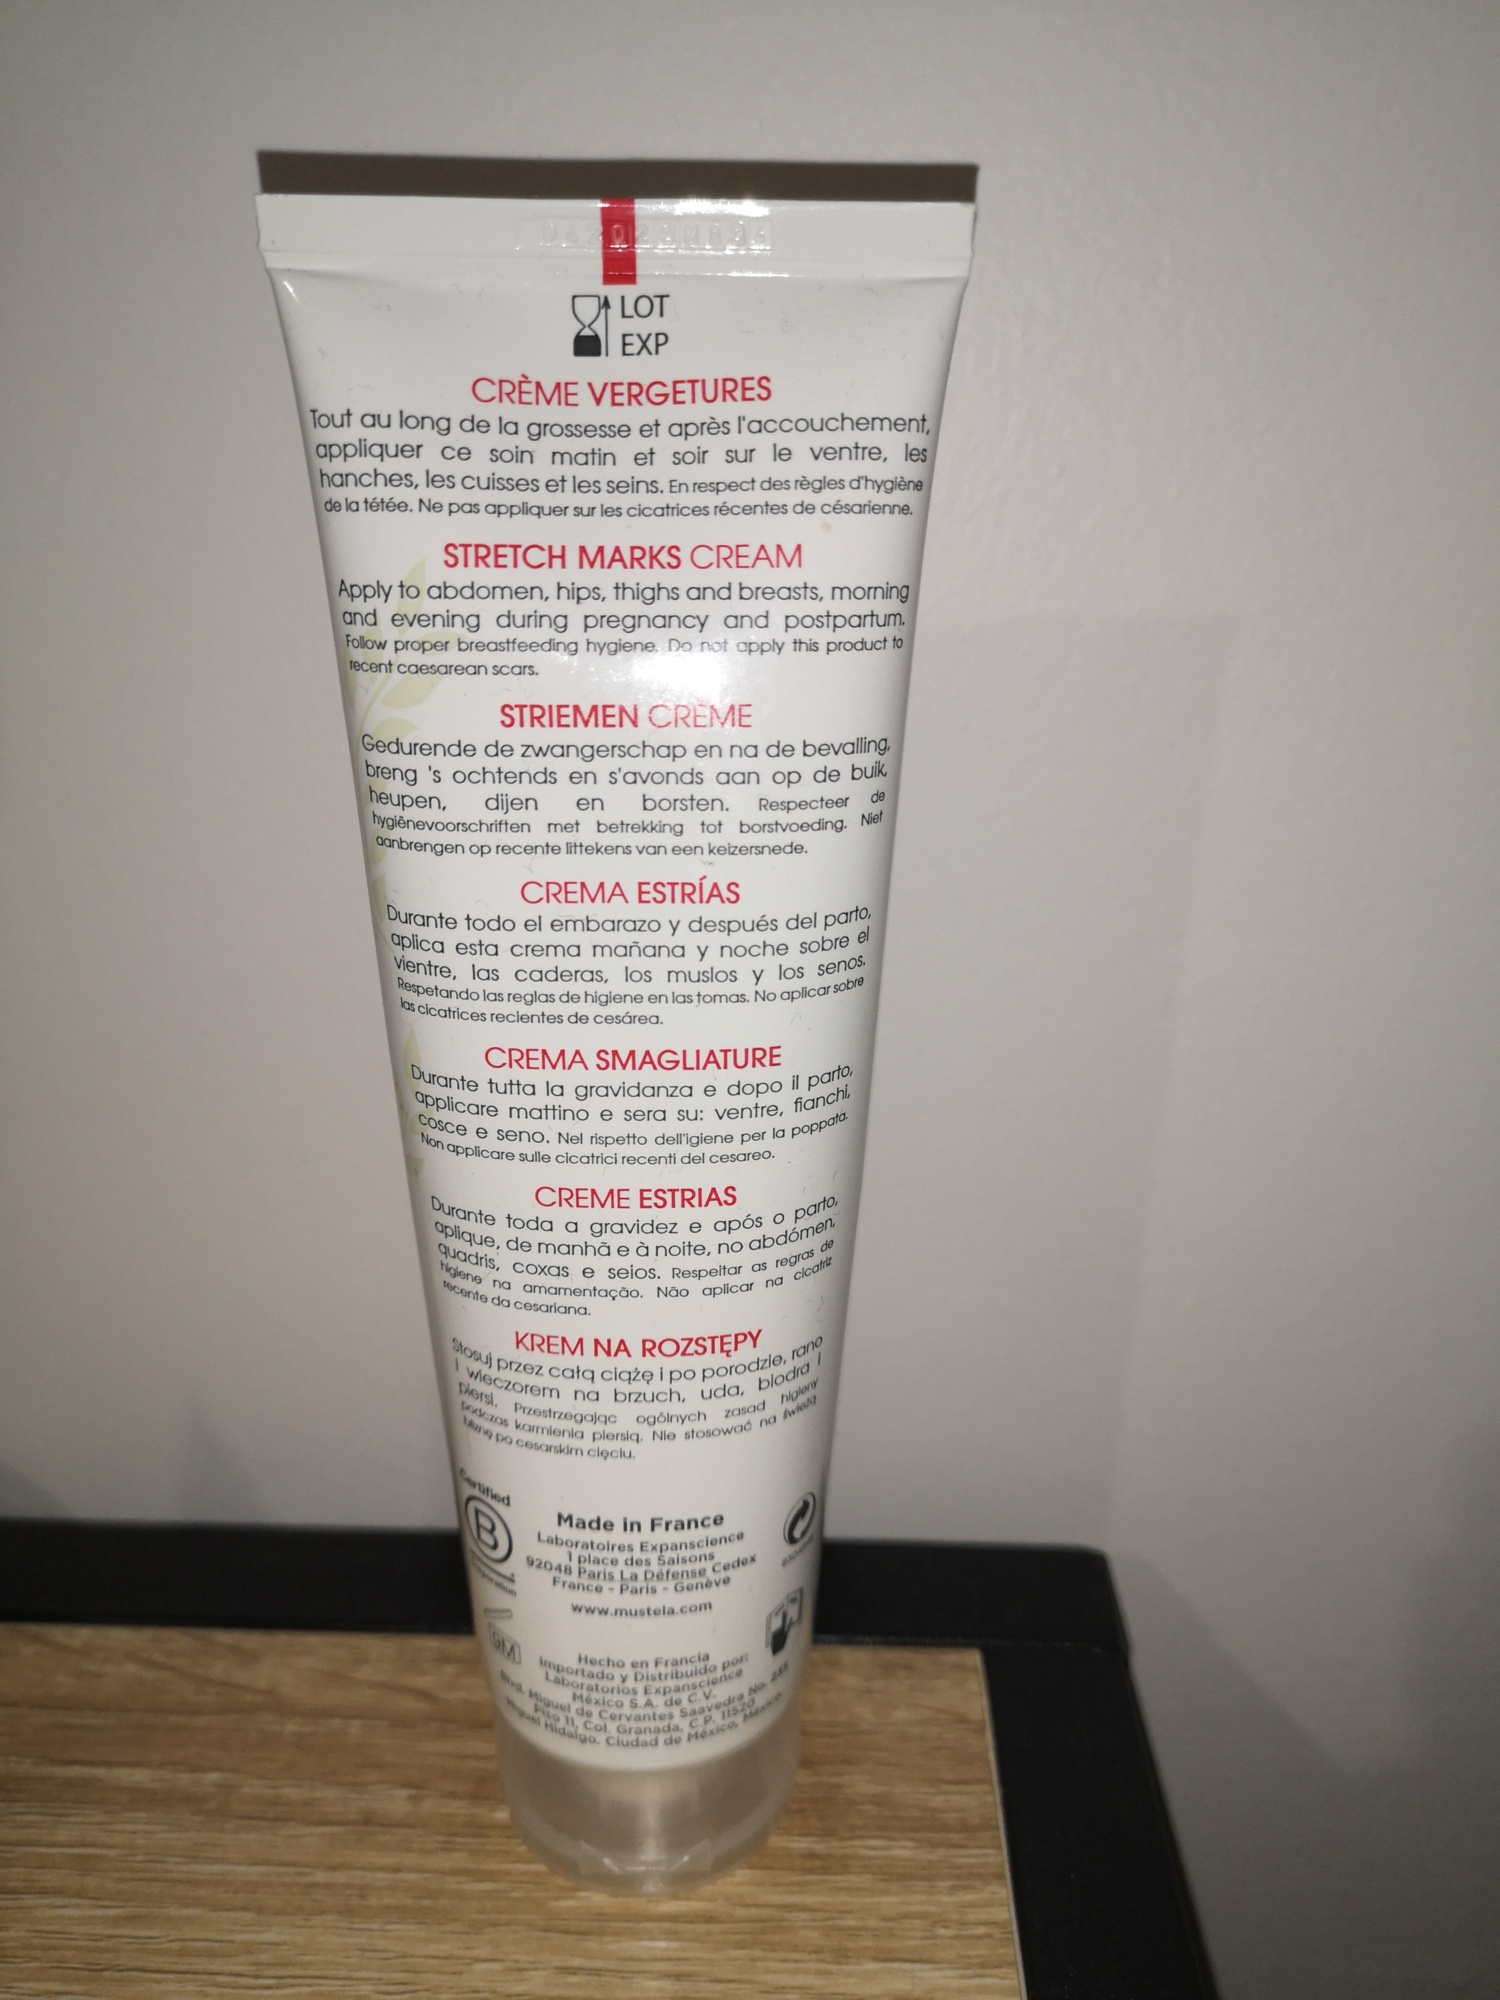 LOT
EXP
CRÈME VERGETURES
Tout au long de la grossesse et après l'accouchement,
appliquer ce soin matin et soir sur le ventre, les
hanches, les cuisses et les seins. En respect des règles d'hygiène
de la tétée. Ne pas appliquer sur les cicatrices récentes de césarienne.
STRETCH MARKS CREAM
Apply to abdomen, hips, thighs and breasts, morning
and evening during pregnancy and postpartum.
Follow proper breastfeeding hygiene. Do not apply this product to
recent caesarean scars.
STRIEMEN CRÈME
Gedurende de zwangerschap en na de bevalling,
breng 's ochtends en s'avonds aan op de buik,
heupen, dijen en borsten. Respecteer de
hygiënevoorschriften met betrekking tot borstvoeding. Niet
aanbrengen op recente littekens van een keizersnede.
CREMA ESTRÍAS
Durante todo el embarazo y después del parto,
aplica esta crema mañana y noche sobre el
vientre, las caderas, los muslos y los senos.
Respetando las reglas de higiene en las tomas. No aplicar sobre
las cicatrices recientes de cesárea.
CREMA SMAGLIATURE
Durante tutta la gravidanza e dopo il parto,
applicare mattino e sera su: ventre, fianchi,
cosce e seno. Nel rispetto dell'igiene per la poppata.
Non applicare sulle cicatrici recenti del cesareo.
CREME ESTRIAS
Durante toda a gravidez e após o parto,
aplique, de manhã e à noite, no abdómen,
quadris, coxas e seios. Respeitar as regras de
higiene na amamentação. Não aplicar na cicatriz
recente da cesariana.
KREM NA ROZSTĘPY
Stosuj przez całą ciążę i po porodzie, rano
i wieczorem na brzuch, uda, biodra i
piersi. Przestrzegając ogólnych zasad higieny
podczas karmienia piersią. Nie stosować na świeżą
bliznę po cesarskim cięciu.
Certified
B
Corporation
Made in France
Laboratoires Expanscience
1 place des Saisons
92048 Paris La Défense Cedex
France - Paris - Genève
www.mustela.com
9M
Hecho en Francia
Importado y Distribuido por:
Laboratorios Expanscience
México S.A. de C.V.
Blvd. Miguel de Cervantes Saavedra No. 233
Piso 11, Col. Granada, C.P. 11520
Miguel Hidalgo, Ciudad de México, México